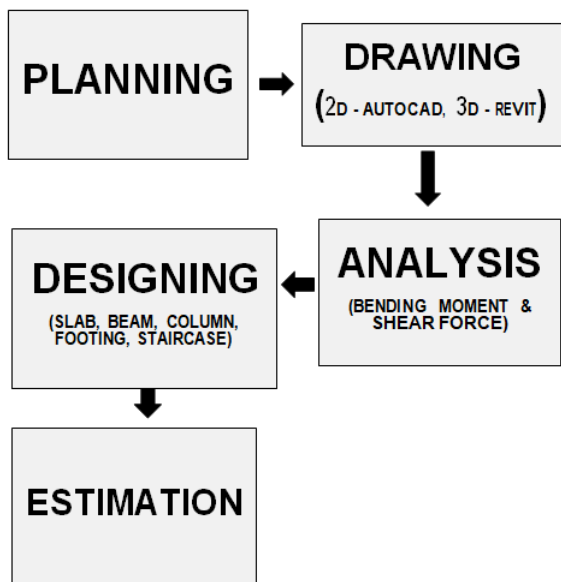 PLANNING
DRAWING
(2D - AUTOCAD, 3D - REVIT)
ANALYSIS
(BENDING MOMENT &
SHEAR FORCE)
DESIGNING
(SLAB, BEAM, COLUMN,
FOOTING, STAIRCASE)
ESTIMATION